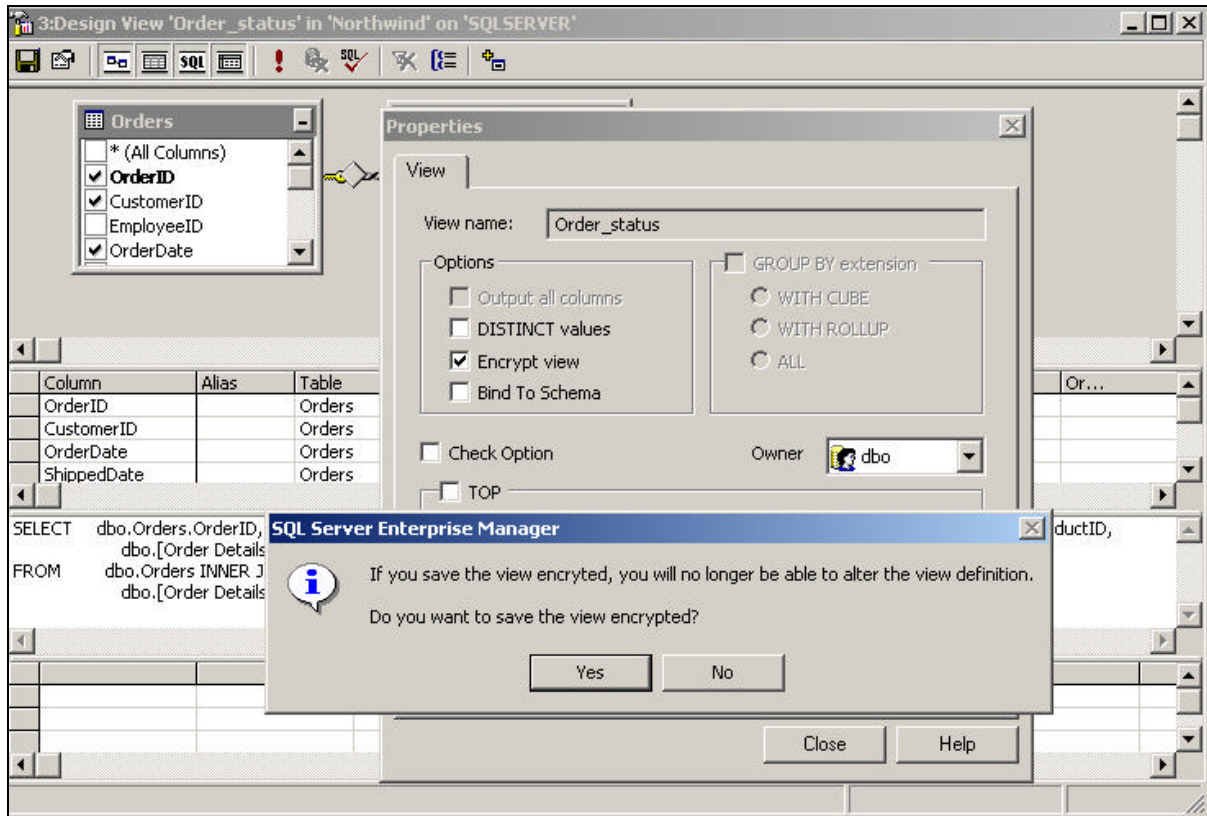 3:Design View 'Order_status' in 'Northwind' on 'SQLSERVER'
SQL SQL
Orders
* (All Columns)
OrderID
CustomerID
EmployeeID
OrderDate
Properties
View
View name: Order_status
Options
Output all columns
DISTINCT values
Encrypt view
Bind To Schema
GROUP BY extension
WITH CUBE
WITH ROLLUP
ALL
Check Option Owner dbo
TOP
Column Alias Table Or...
OrderID Orders
CustomerID Orders
OrderDate Orders
ShippedDate Orders
SELECT dbo.Orders.OrderID, ductID,
dbo.[Order Details
FROM dbo.Orders INNER J
dbo.[Order Details
SQL Server Enterprise Manager
If you save the view encryted, you will no longer be able to alter the view definition.
Do you want to save the view encrypted?
Yes No
Close Help